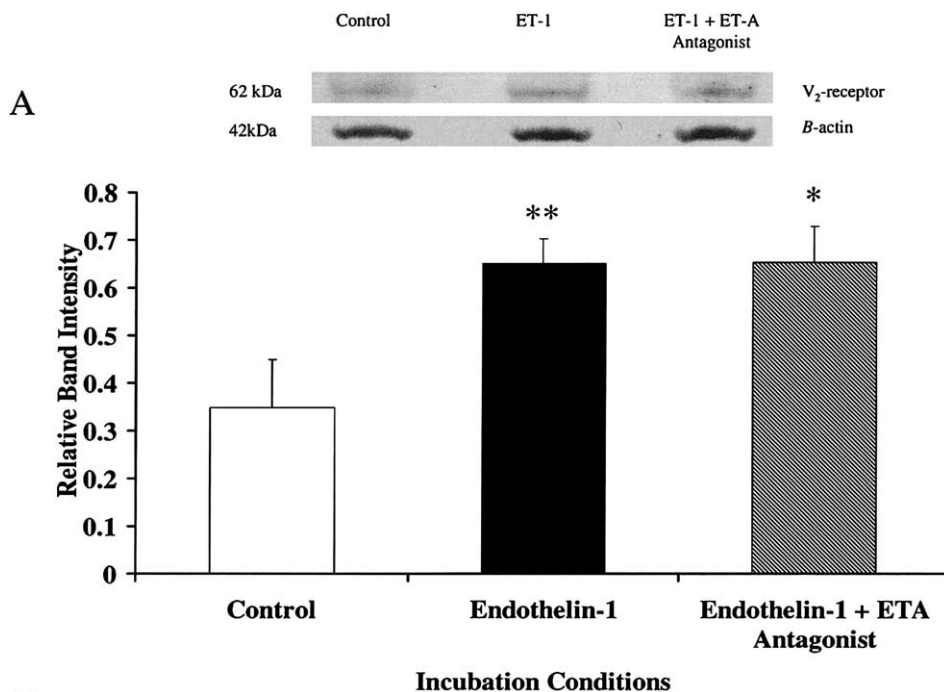 Control ET-1 ET-1 + ET-A
Antagonist
A
62 kDa V₂-receptor
42kDa B-actin
0.8
0.7
0.6
0.5
0.4
0.3
0.2
0.1
0
Relative Band Intensity
** *
Control Endothelin-1 Endothelin-1 + ETA
Antagonist
Incubation Conditions